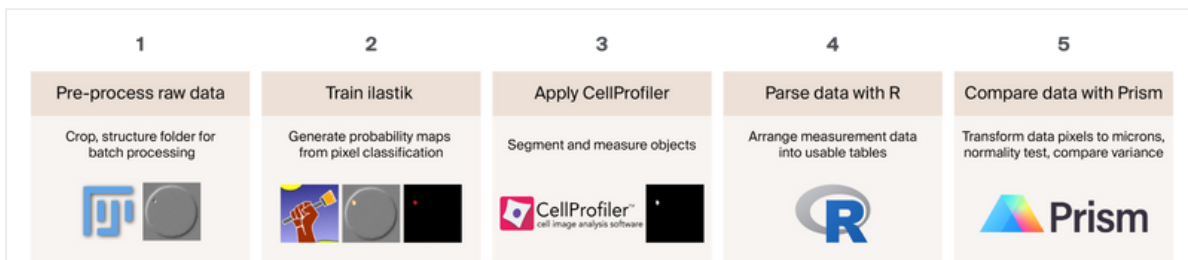 1
2
3
4
5
Pre-process raw data
Train ilastik
Apply CellProfiler
Parse data with R
Compare data with Prism
Crop, structure folder for
batch processing
Generate probability maps
from pixel classification
Segment and measure objects
Arrange measurement data
into usable tables
Transform data pixels to microns,
normality test, compare variance
CellProfiler™
cell image analysis software
R
Prism